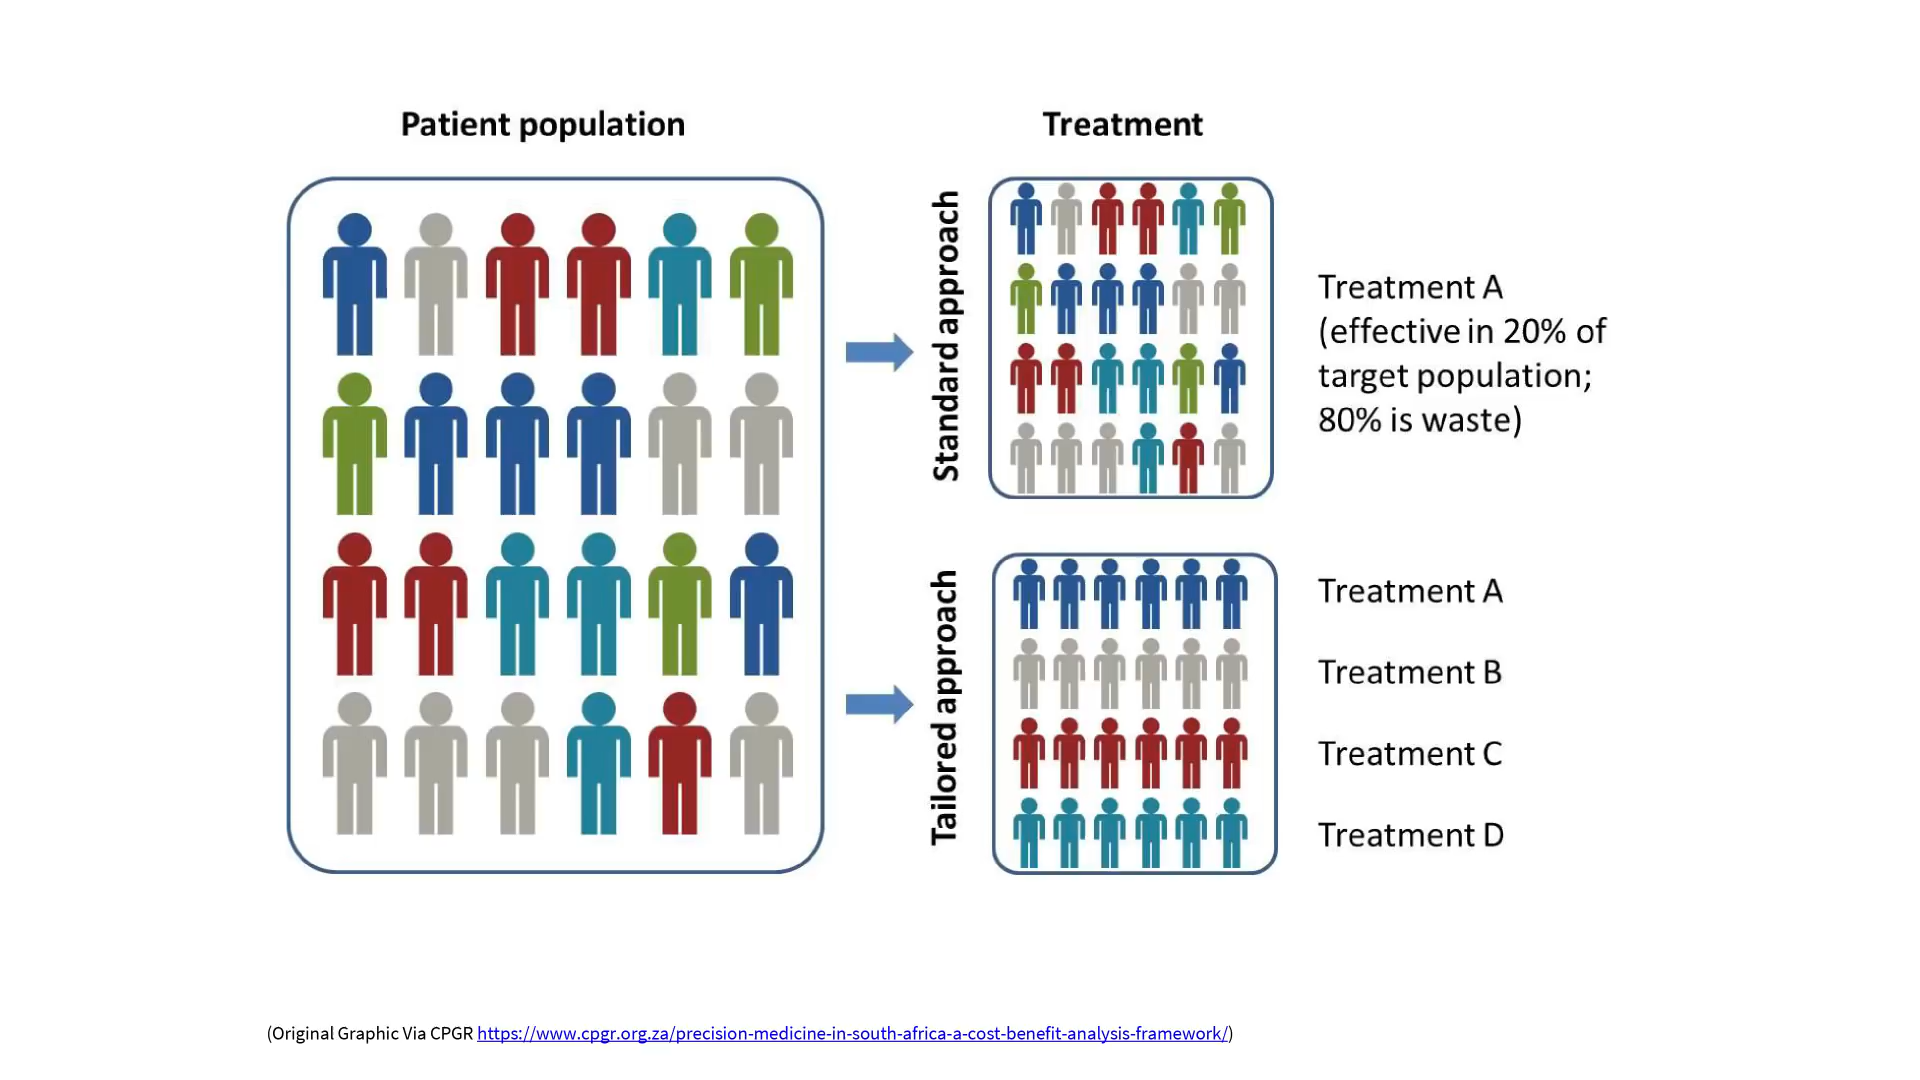 Patient population
Treatment
Standard approach
Treatment A
(effective in 20% of
target population;
80% is waste)
Tailored approach
Treatment A
Treatment B
Treatment C
Treatment D
(Original Graphic Via CPGR https://www.cpgr.org.za/precision-medicine-in-south-africa-a-cost-benefit-analysis-framework/)